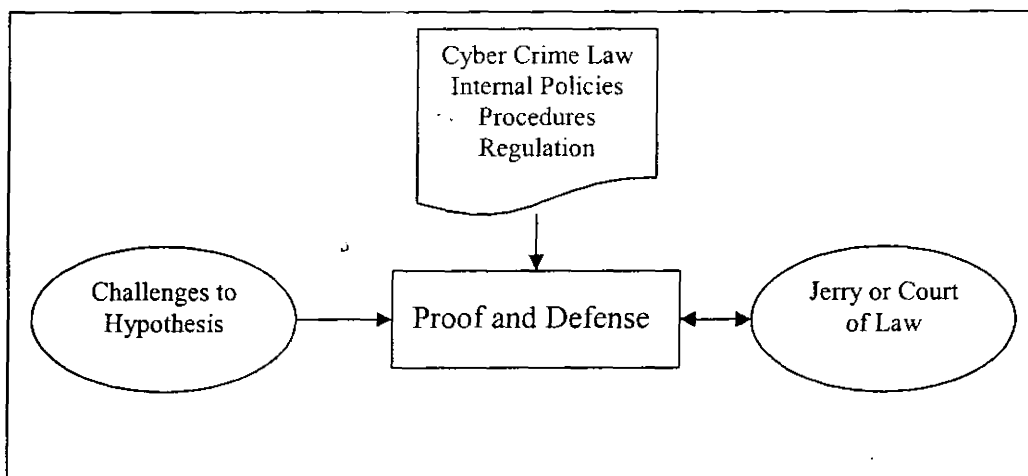 Cyber Crime Law
Internal Policies
Procedures
Regulation
Challenges to
Hypothesis
Proof and Defense
Jerry or Court
of Law